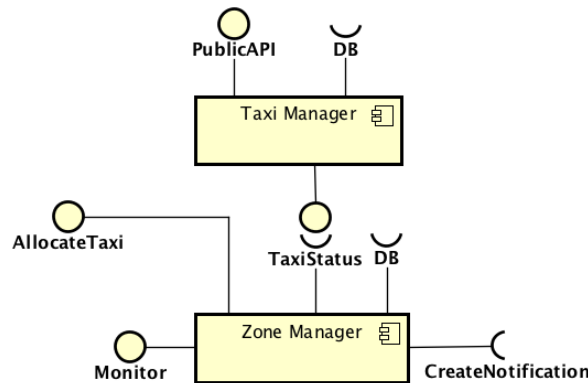 PublicAPI
DB
Taxi Manager
AllocateTaxi
TaxiStatus
DB
Zone Manager
Monitor
CreateNotification